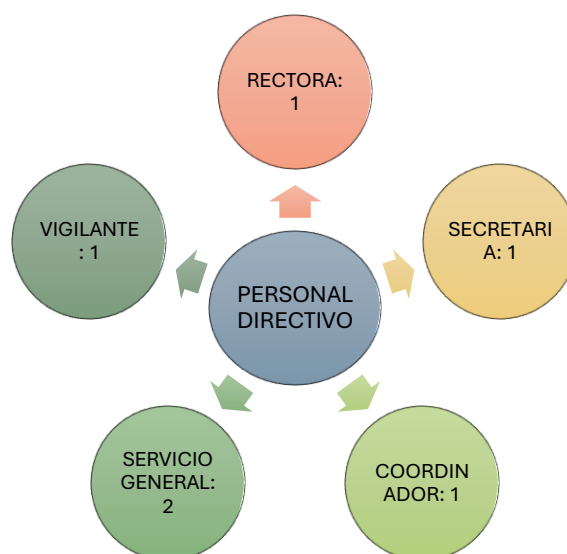 RECTORA:
1
VIGILANTE
: 1
SECRETARI
A: 1
PERSONAL
DIRECTIVO
SERVICIO
GENERAL:
2
COORDIN
ADOR: 1